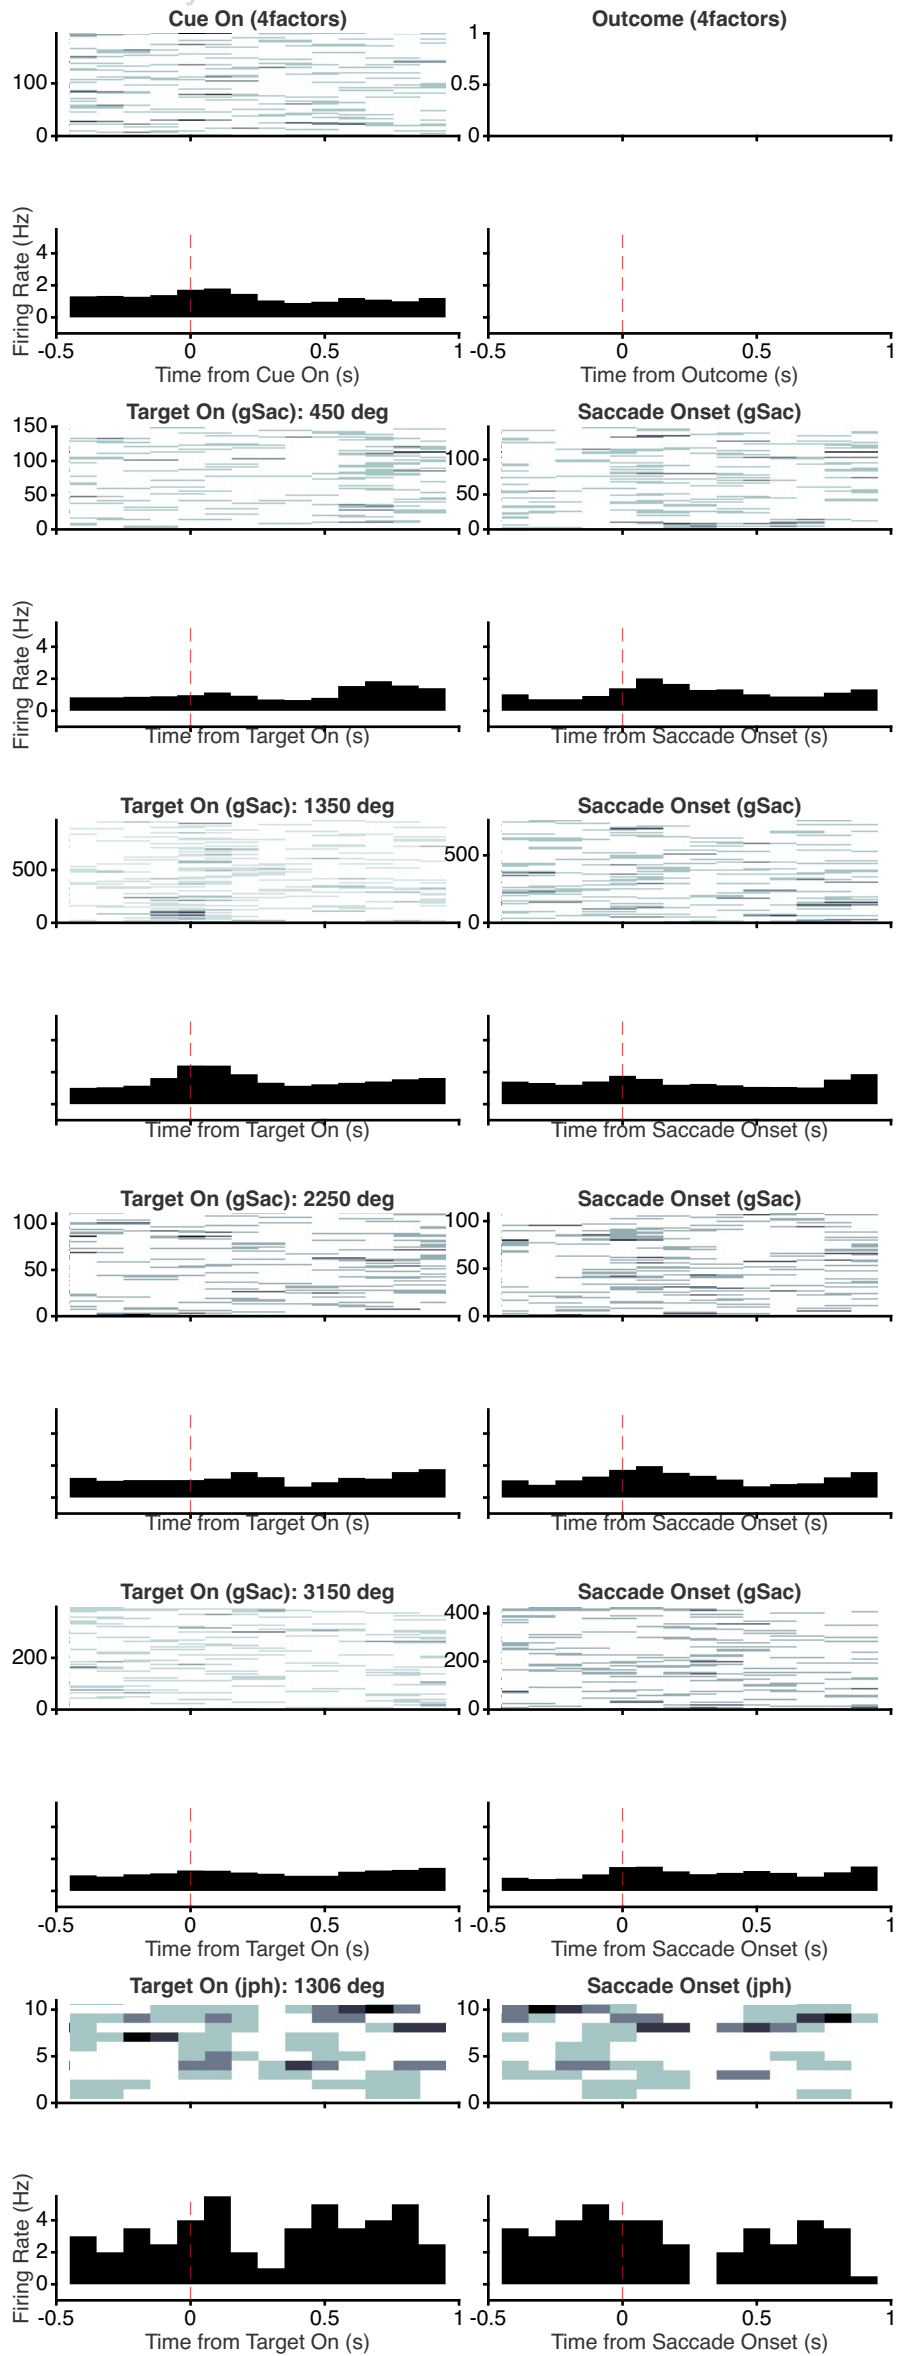 Cue On (4factors) Outcome (4factors)
100
0
1
0.5
0
Firing Rate (Hz)
4
2
0
-0.5 0 0.5 1
-0.5 0 0.5 1
Time from Cue On (s) Time from Outcome (s)
Target On (gSac): 450 deg Saccade Onset (gSac)
150
100
50
0
100
50
0
Firing Rate (Hz)
4
2
0
Time from Target On (s) Time from Saccade Onset (s)
Target On (gSac): 1350 deg Saccade Onset (gSac)
500
0
500
0
Time from Target On (s) Time from Saccade Onset (s)
Target On (gSac): 2250 deg Saccade Onset (gSac)
100
50
0
100
50
0
Time from Target On (s) Time from Saccade Onset (s)
Target On (gSac): 3150 deg Saccade Onset (gSac)
200
0
400
200
0
-0.5 0 0.5 1
-0.5 0 0.5 1
Time from Target On (s) Time from Saccade Onset (s)
Target On (jph): 1306 deg Saccade Onset (jph)
10
5
0
10
5
0
Firing Rate (Hz)
4
2
0
-0.5 0 0.5 1
-0.5 0 0.5 1
Time from Target On (s) Time from Saccade Onset (s)